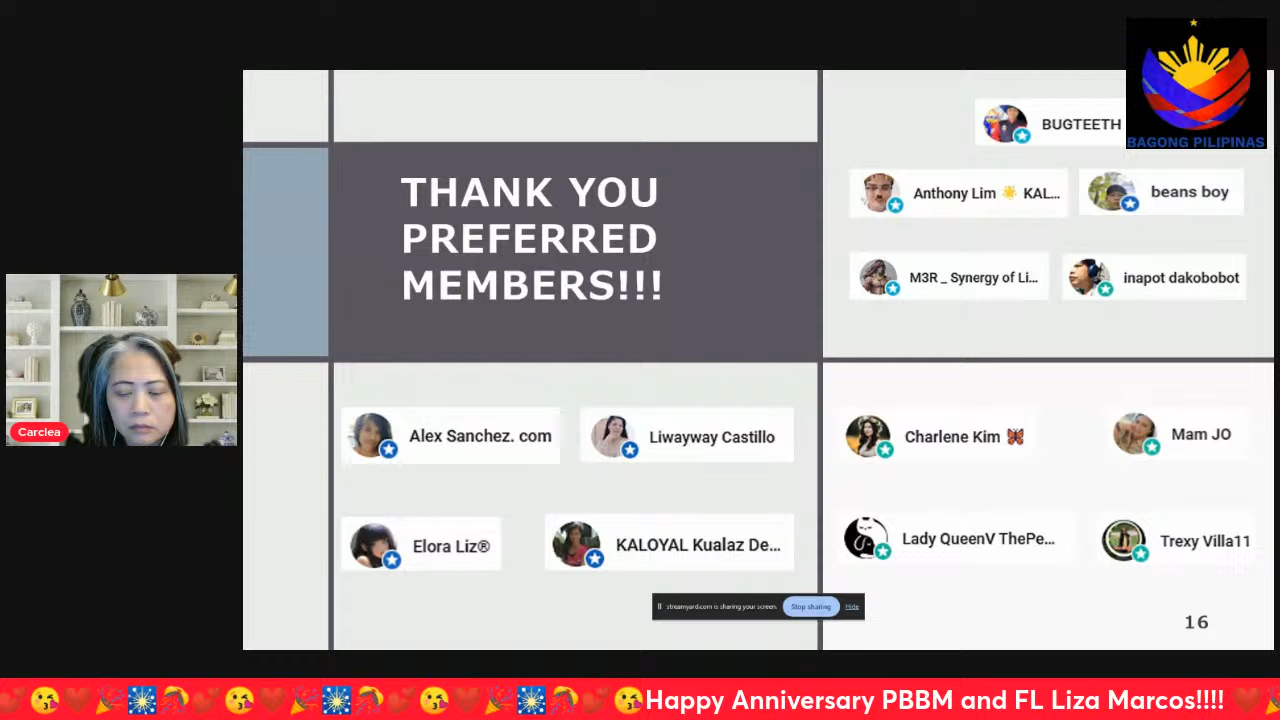 BAGONG PILIPINAS
THANK YOU
PREFERRED
MEMBERS!!!
BUGTEETH
Anthony Lim 🌟 KAL...
beans boy
M3R _ Synergy of Li...
inapot dakobobot
Carclea
Alex Sanchez. com
Liwayway Castillo
Charlene Kim 🦋
Mam JO
Elora Liz®
KALOYAL Kualaz De...
Lady QueenV ThePe...
Trexy Villa11
streamyard.com is sharing your screen.
Stop sharing
Hide
16
Happy Anniversary PBBM and FL Liza Marcos!!!!